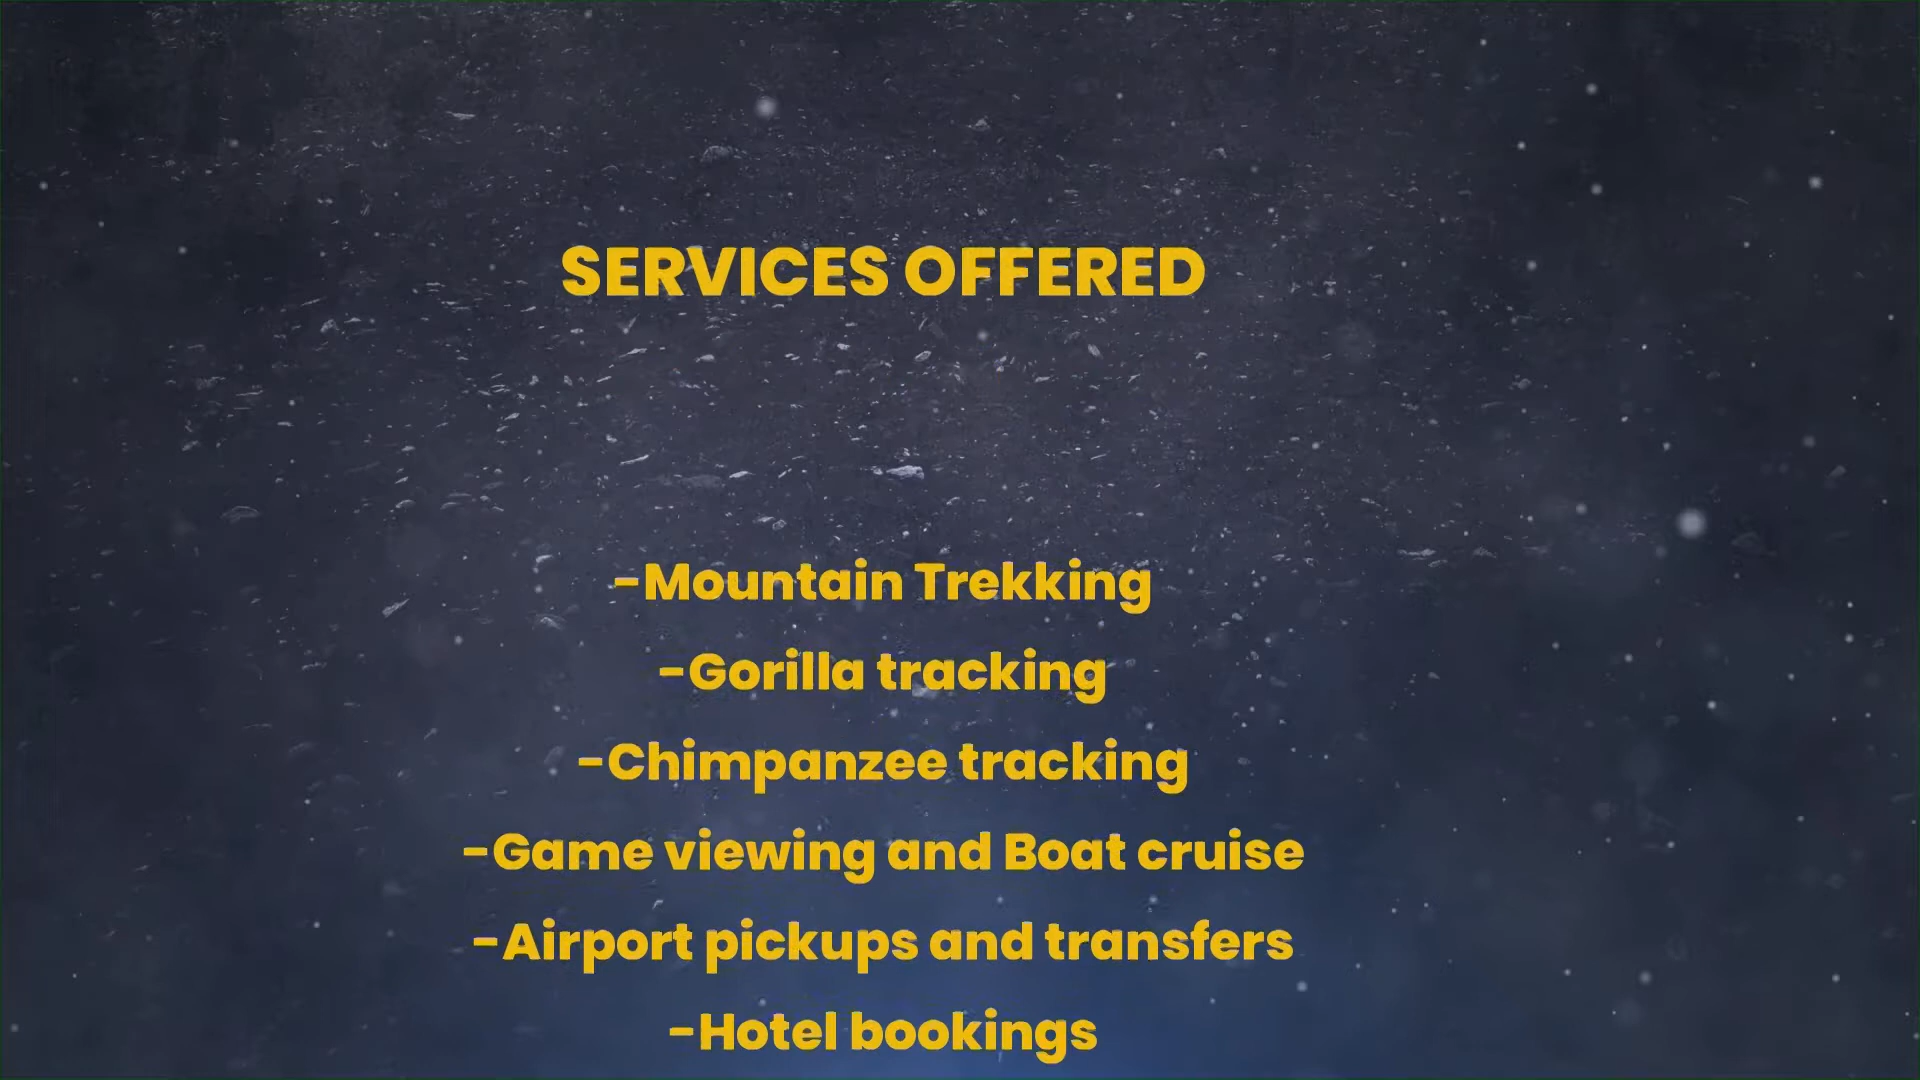 SERVICES OFFERED
-Mountain Trekking
-Gorilla tracking
-Chimpanzee tracking
-Game viewing and Boat cruise
-Airport pickups and transfers
-Hotel bookings